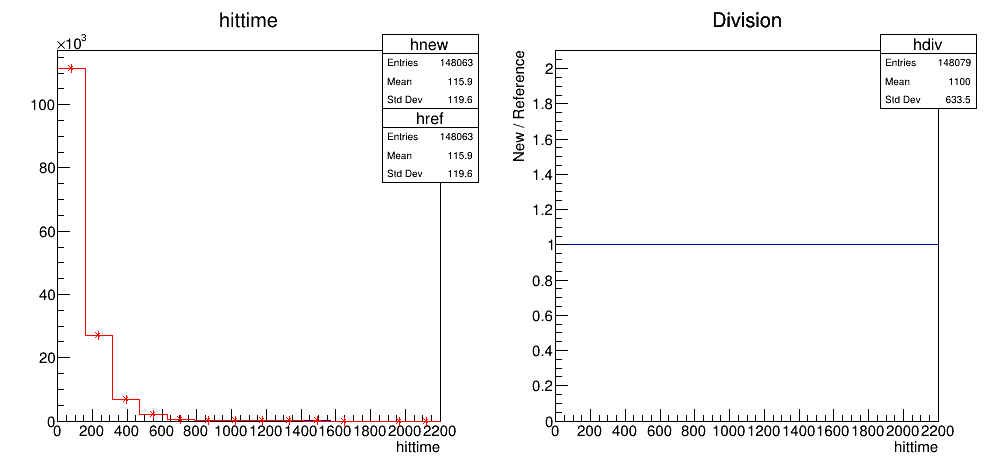 hittime
×10³
hnew
Entries 148063
Mean 115.9
Std Dev 119.6
href
Entries 148063
Mean 115.9
Std Dev 119.6
100
80
60
40
20
0
0 200 400 600 800 1000 1200 1400 1600 1800 2000 2200
hittime
Division
hdiv
Entries 148079
Mean 1100
Std Dev 633.5
New / Reference
2
1.8
1.6
1.4
1.2
1
0.8
0.6
0.4
0.2
0
0 200 400 600 800 1000 1200 1400 1600 1800 2000 2200
hittime